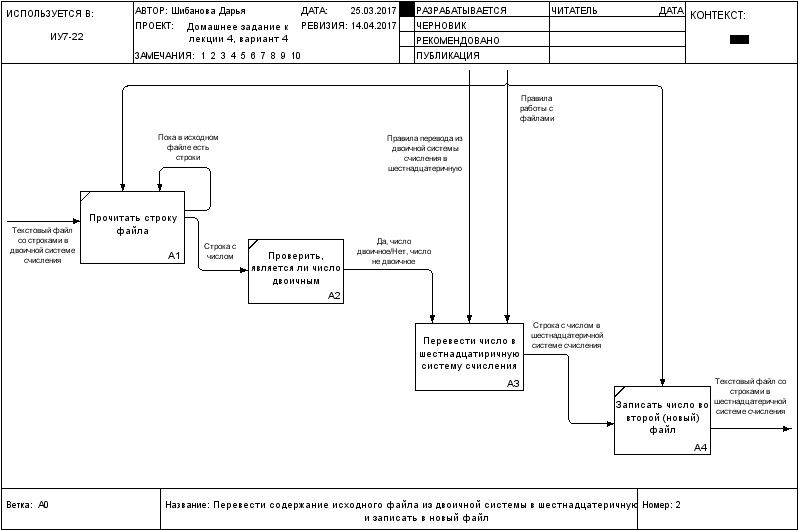 ИСПОЛЬЗУЕТСЯ В:
ИУ7-22
АВТОР: Шибанова Дарья
ДАТА: 25.03.2017
ПРОЕКТ: Домашнее задание к
лекции 4, вариант 4
РЕВИЗИЯ: 14.04.2017
ЗАМЕЧАНИЯ: 1 2 3 4 5 6 7 8 9 10
РАЗРАБАТЫВАЕТСЯ
ЧЕРНОВИК
РЕКОМЕНДОВАНО
ПУБЛИКАЦИЯ
ЧИТАТЕЛЬ
ДАТА
КОНТЕКСТ:
Правила
работы с
файлами
Пока в исходном
файле есть
строки
Правила перевода из
двоичной системы
счисления в
шестнадцатеричную
Прочитать строку
файла
A1
Текстовый файл
со строками в
двоичной системе
счисления
Строка с
числом
Проверить,
является ли число
двоичным
A2
Да, число
двоичное/Нет, число
не двоичное
Перевести число в
шестнадцатиричную
систему счисления
A3
Строка с числом в
шестнадцатеричной
системе счисления
Записать число во
второй (новый)
файл
A4
Текстовый файл со
строками в
шестнадцатеричной
системе счисления
Ветка: A0
Название: Перевести содержание исходного файла из двоичной системы в шестнадцатеричную
и записать в новый файл
Номер: 2